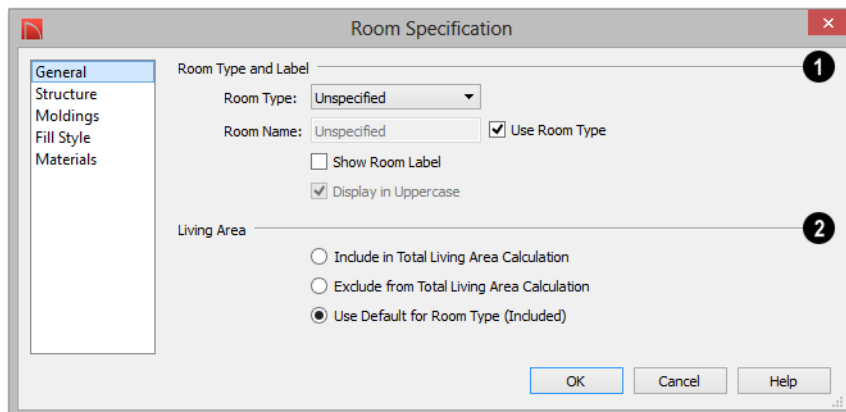 Room Specification
General
Structure
Moldings
Fill Style
Materials
Room Type and Label 1
Room Type: Unspecified
Room Name: Unspecified Use Room Type
Show Room Label
Display in Uppercase
Living Area 2
Include in Total Living Area Calculation
Exclude from Total Living Area Calculation
Use Default for Room Type (Included)
OK Cancel Help